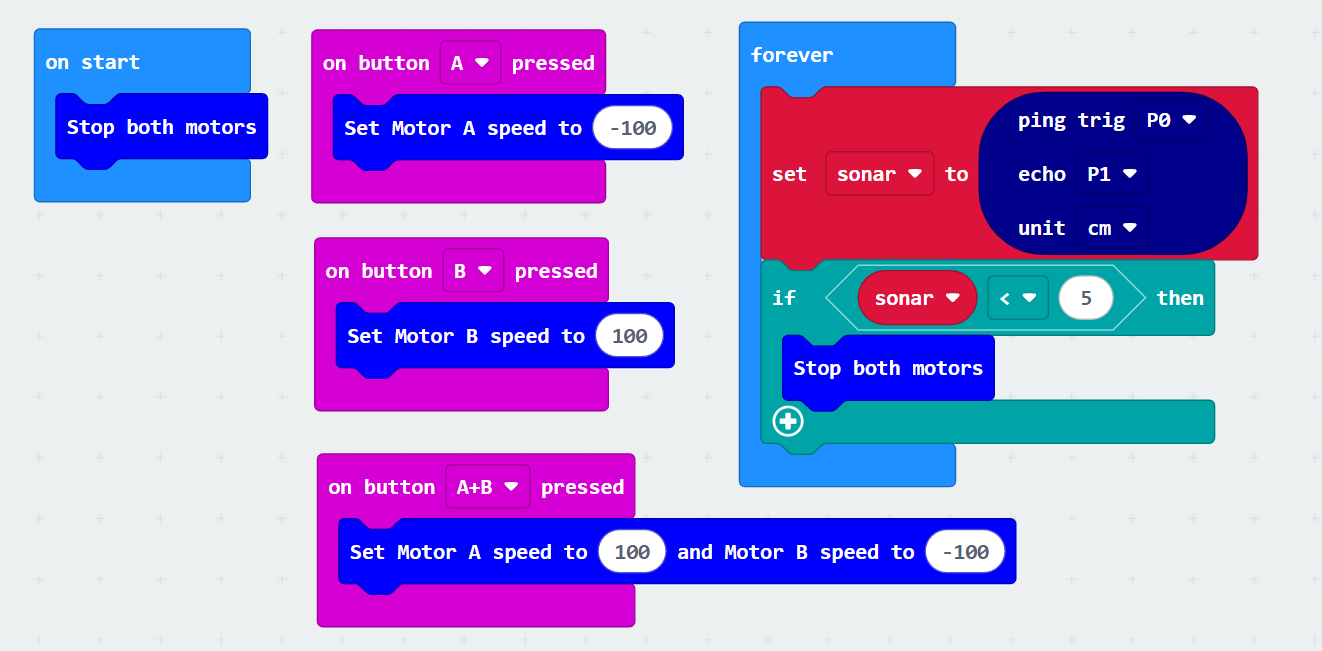 on start
Stop both motors
on button A pressed
Set Motor A speed to -100
on button B pressed
Set Motor B speed to 100
on button A+B pressed
Set Motor A speed to 100 and Motor B speed to -100
forever
set sonar to
ping trig P0
echo P1
unit cm
if sonar < 5 then
Stop both motors